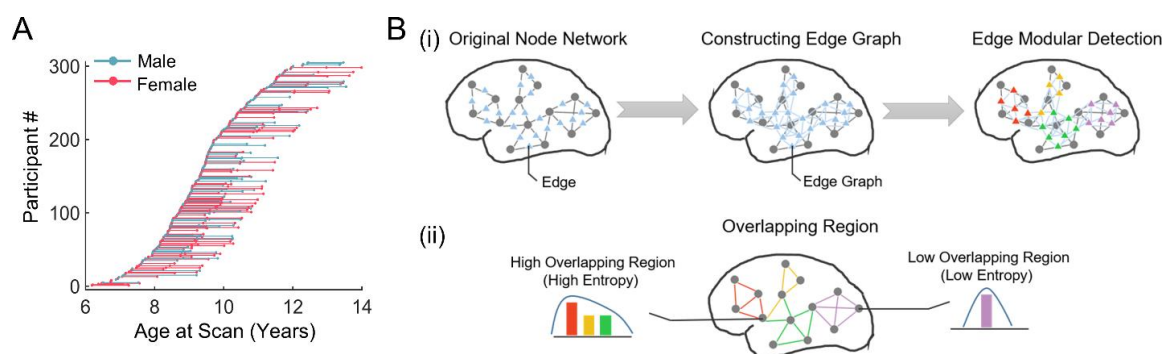 A
Male
Female
300
200
100
0
Participant #
6
8
10
12
14
Age at Scan (Years)
B
(i)
Original Node Network
Constructing Edge Graph
Edge Modular Detection
Edge
Edge Graph
(ii)
Overlapping Region
High Overlapping Region
(High Entropy)
Low Overlapping Region
(Low Entropy)